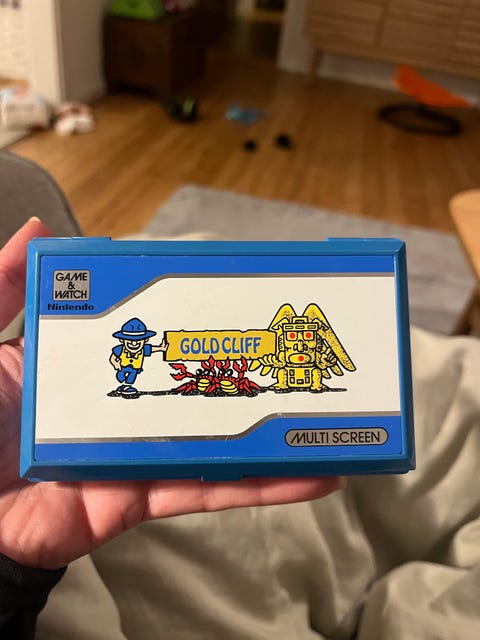 GAME
&
WATCH
Nintendo
GOLD CLIFF
MULTI SCREEN